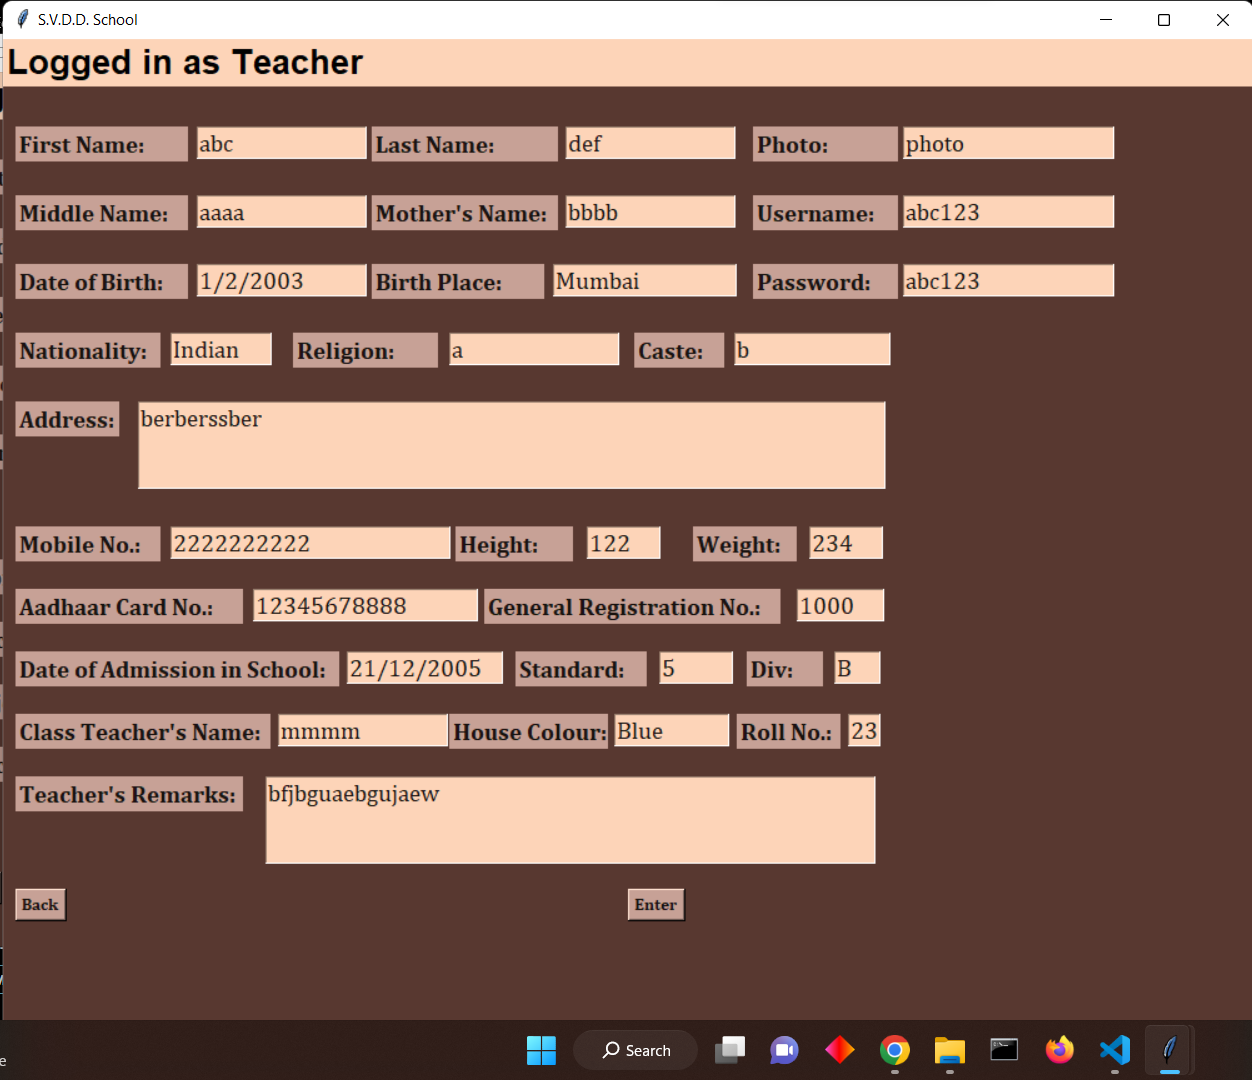 S.V.D.D. School
Logged in as Teacher
First Name: abc Last Name: def Photo: photo
Middle Name: aaaa Mother's Name: bbbb Username: abc123
Date of Birth: 1/2/2003 Birth Place: Mumbai Password: abc123
Nationality: Indian Religion: a Caste: b
Address: berberssber
Mobile No.: 2222222222 Height: 122 Weight: 234
Aadhaar Card No.: 12345678888 General Registration No.: 1000
Date of Admission in School: 21/12/2005 Standard: 5 Div: B
Class Teacher's Name: mmmm House Colour: Blue Roll No.: 23
Teacher's Remarks: bfjbguaebgujaew
Back Enter
Search